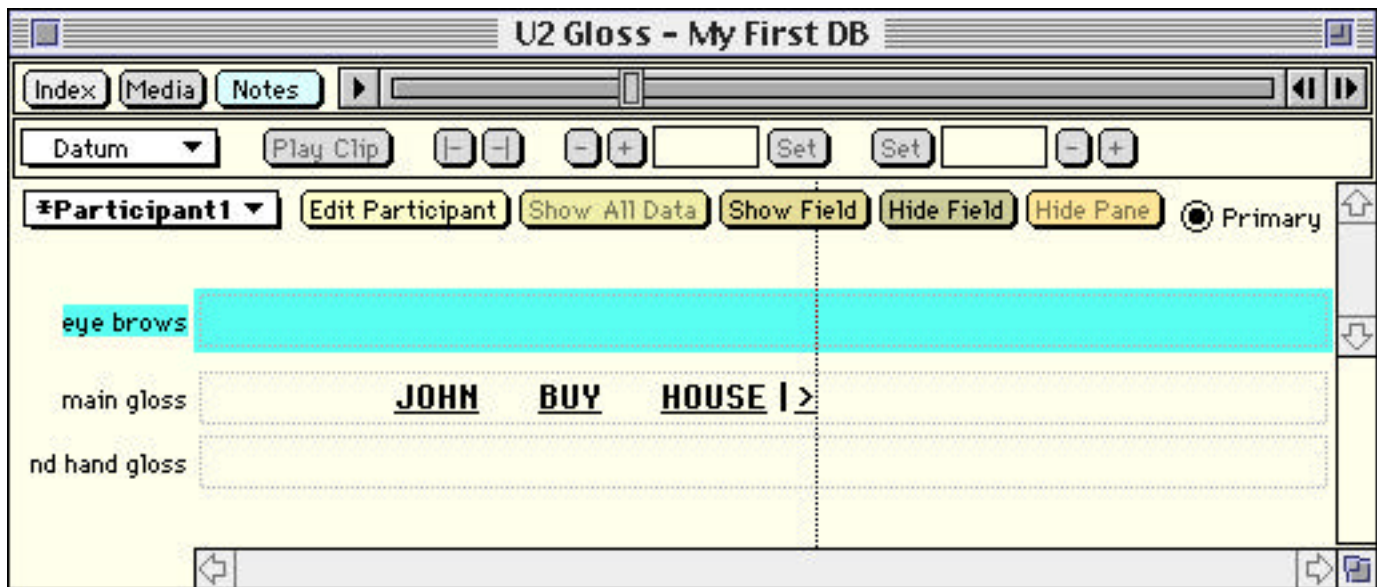 U2 Gloss - My First DB
Index Media Notes
Datum Play Clip |- -| - + Set Set - +
*Participant1 Edit Participant Show All Data Show Field Hide Field Hide Pane Primary
eye brows
main gloss JOHN BUY HOUSE |>
nd hand gloss